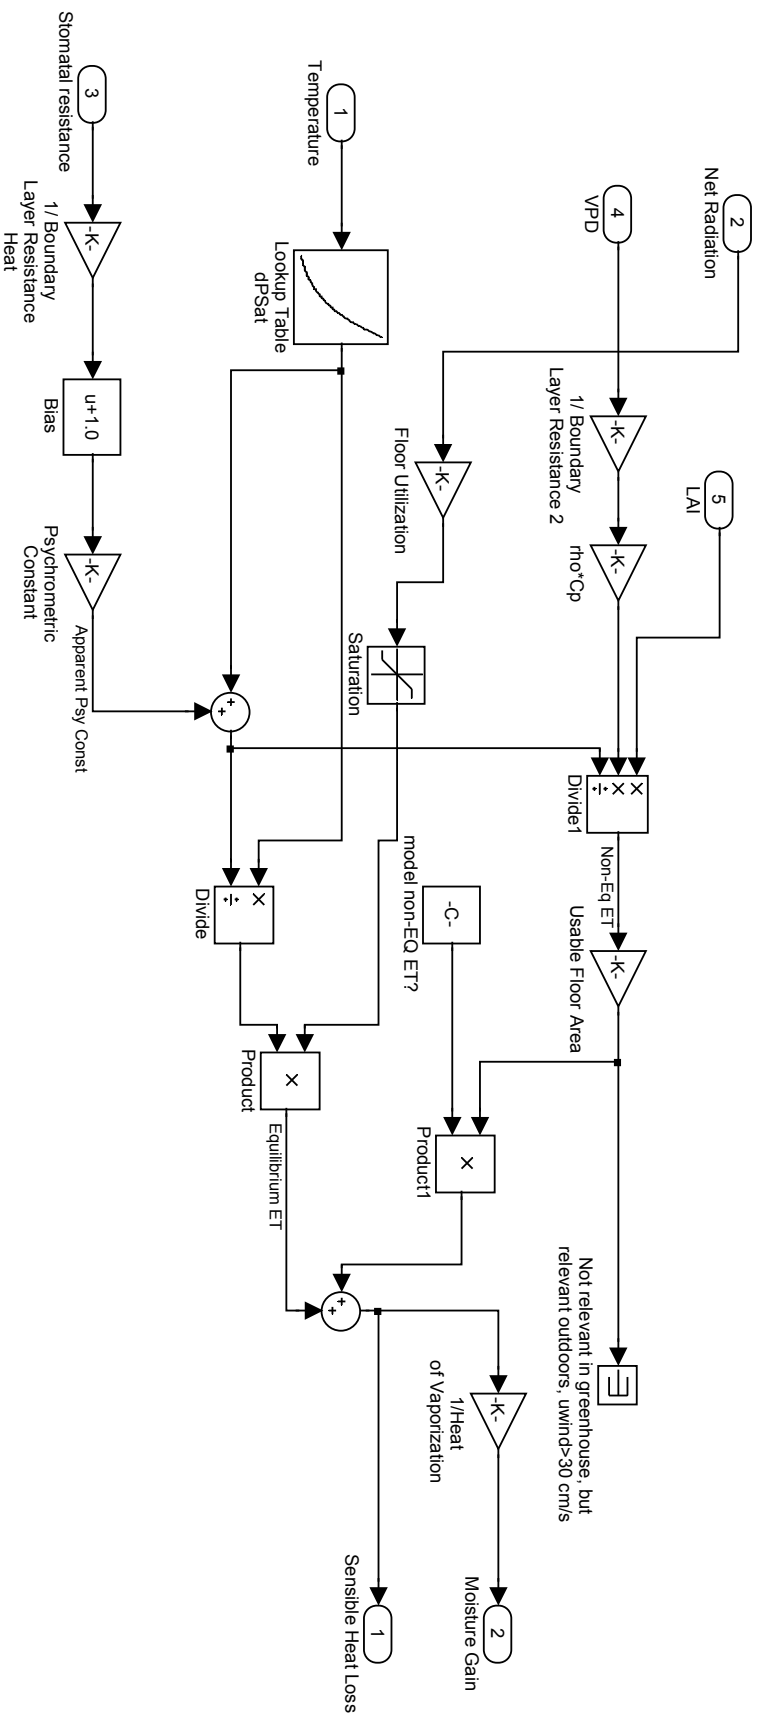 2
Net Radiation
4
VPD
5
LAI
-K-
1/ Boundary
Layer Resistance 2
-K-
rho*Cp
×
×
÷
Divide1
Non-Eq ET
-K-
Usable Floor Area
Not relevant in greenhouse, but
relevant outdoors, uwind>30 cm/s
-K-
Floor Utilization
Saturation
-C-
model non-EQ ET?
×
Product1
-K-
1/Heat
of Vaporization
2
Moisture Gain
1
Temperature
Lookup Table
dPSat
×
÷
Divide
×
Product
Equilibrium ET
+
+
1
Sensible Heat Loss
3
Stomatal resistance
-K-
1/ Boundary
Layer Resistance
Heat
u+1.0
Bias
-K-
Psychrometric
Constant
Apparent Psy Const
+
+